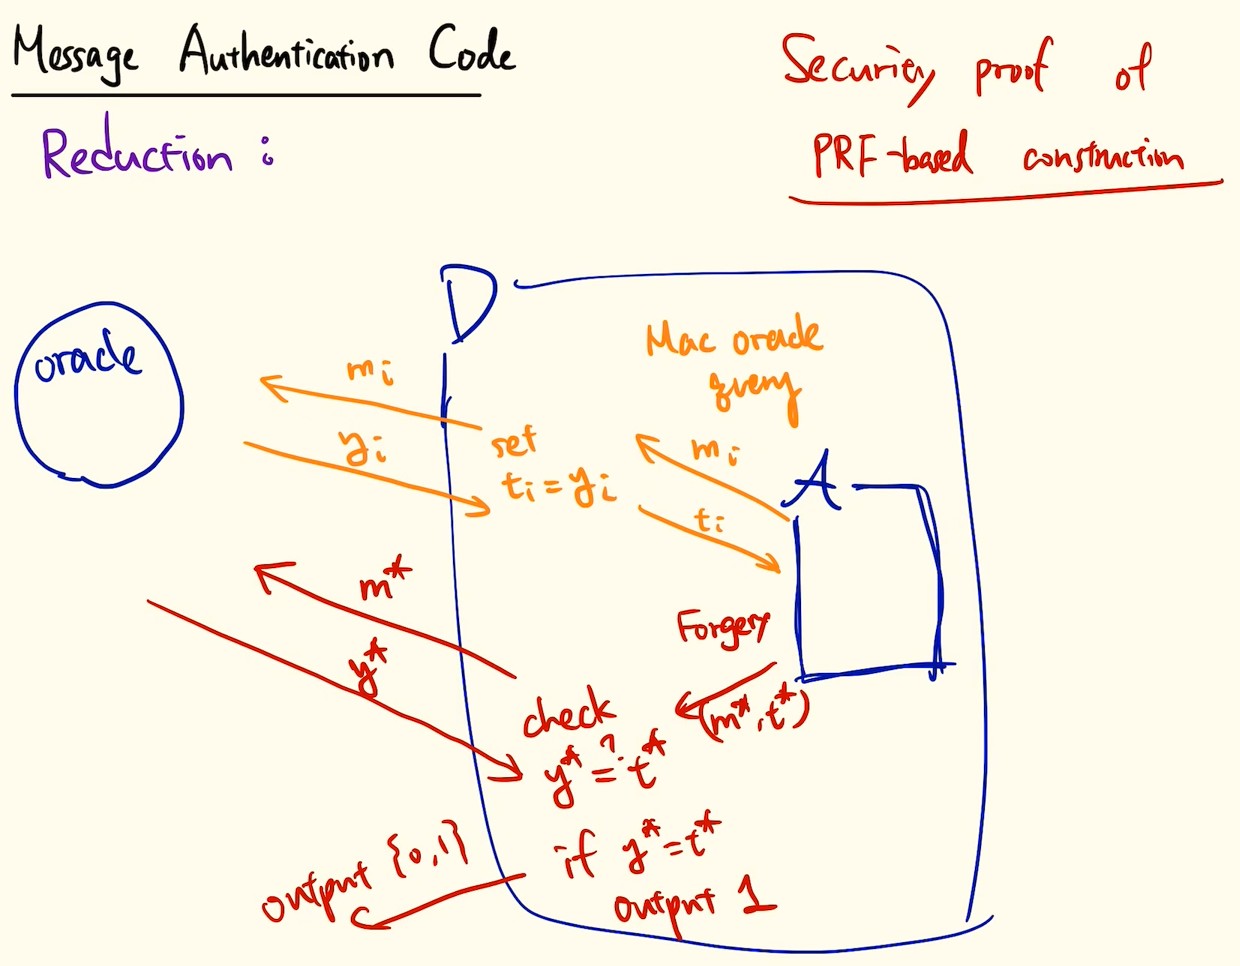 Message Authentication Code
Security proof of
PRF-based construction
Reduction :
D
oracle
Mac oracle
query
m_i
y_i
set
t_i = y_i
m_i
t_i
A
m*
y*
Forgery
(m*, t*)
check
y* ?= t*
if y* = t*
output 1
output {0,1}